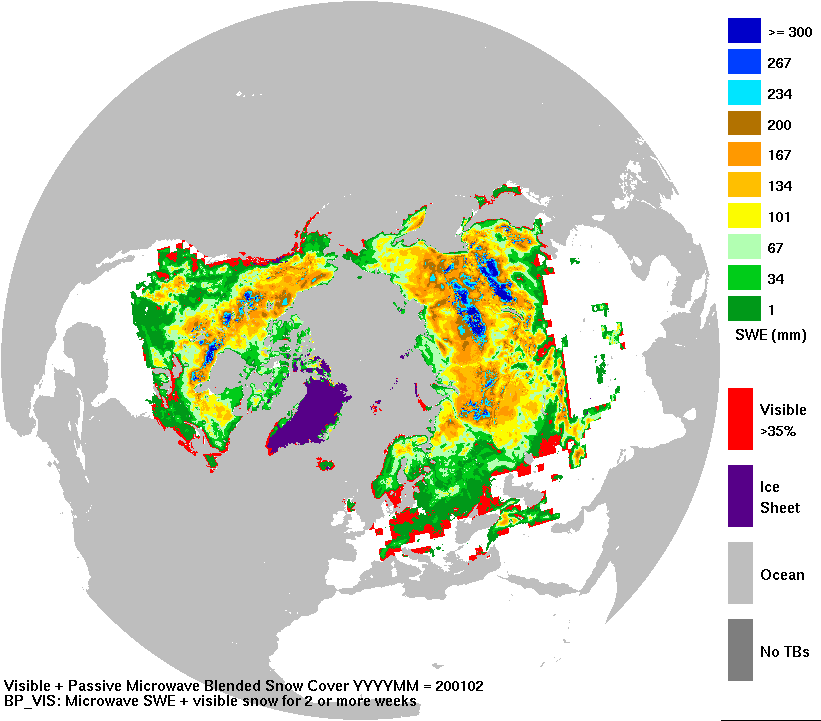 >= 300
267
234
200
167
134
101
67
34
1
SWE (mm)
Visible
>35%
Ice
Sheet
Ocean
No TBs
Visible + Passive Microwave Blended Snow Cover YYYYMM = 200102
BP_VIS: Microwave SWE + visible snow for 2 or more weeks